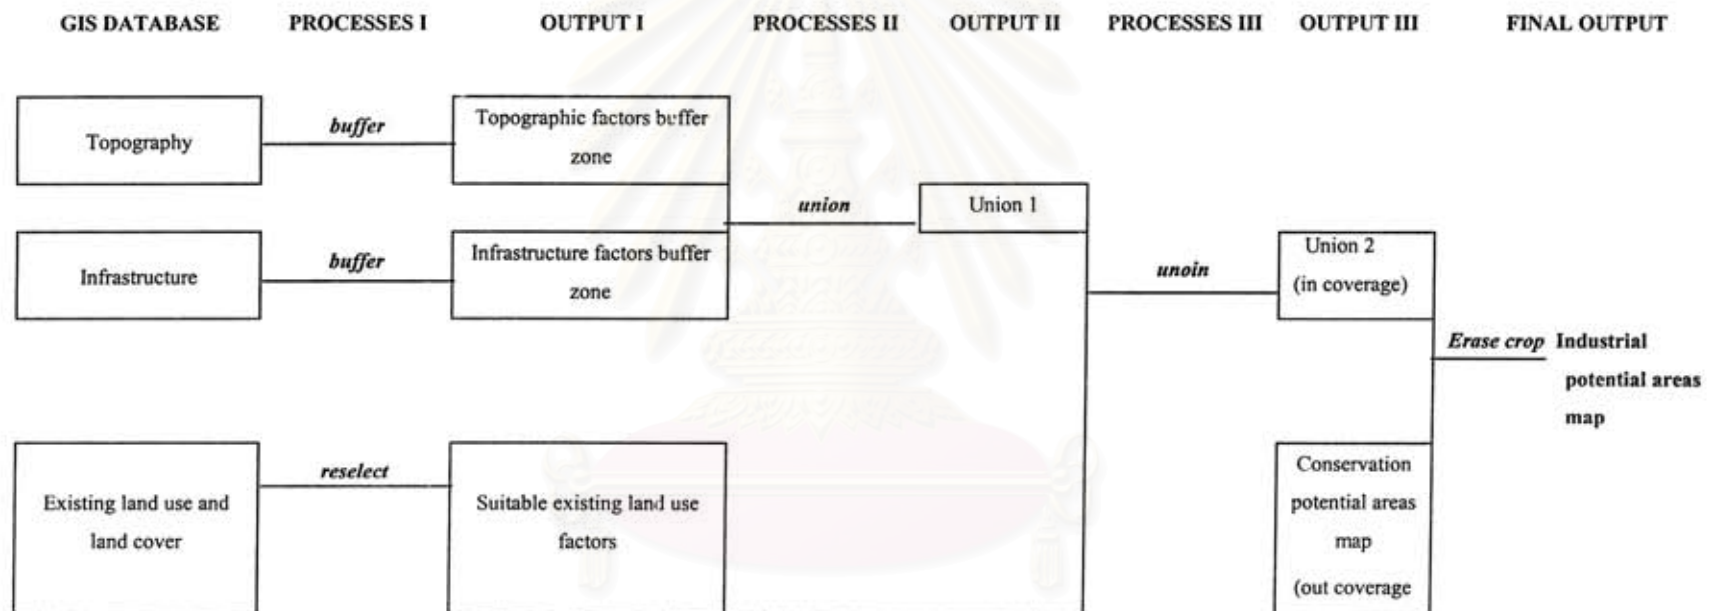 GIS DATABASE PROCESSES I OUTPUT I PROCESSES II OUTPUT II PROCESSES III OUTPUT III FINAL OUTPUT
Topography
buffer
Topographic factors buffer
zone
Infrastructure
buffer
Infrastructure factors buffer
zone
union
Union 1
unoin
Union 2
(in coverage)
Erase crop
Industrial
potential areas
map
Existing land use and
land cover
reselect
Suitable existing land use
factors
Conservation
potential areas
map
(out coverage